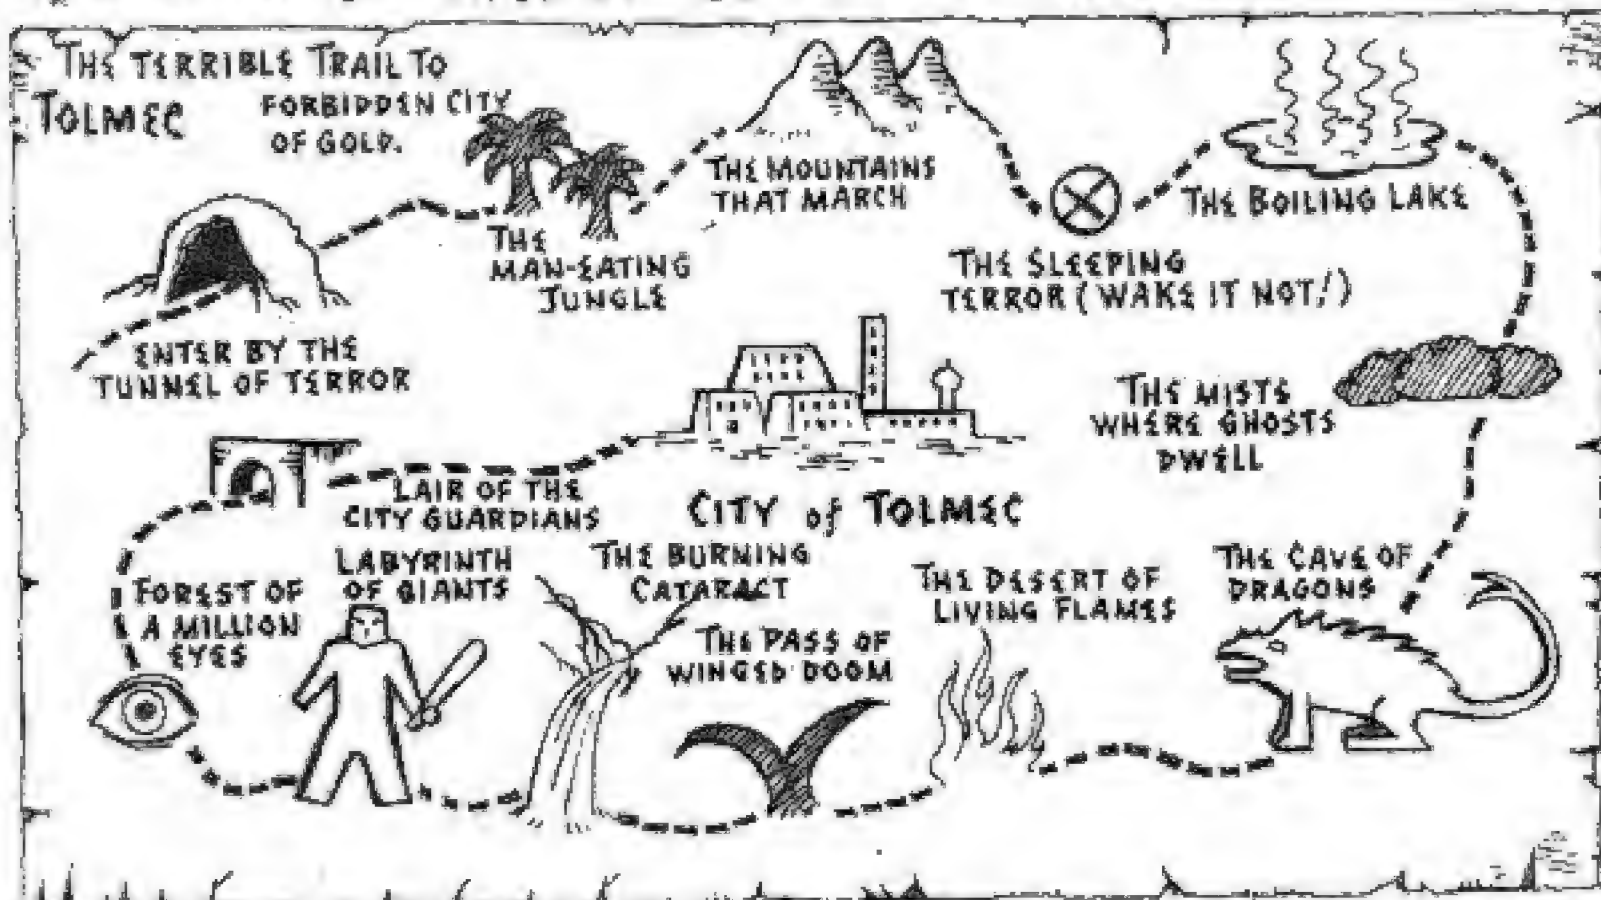 THE TERRIBLE TRAIL TO
TOLMEC
FORBIDDEN CITY
OF GOLD.
ENTER BY THE
TUNNEL OF TERROR
THE
MAN-EATING
JUNGLE
THE MOUNTAINS
THAT MARCH
THE SLEEPING
TERROR (WAKE IT NOT!)
THE BOILING LAKE
THE MISTS
WHERE GHOSTS
DWELL
THE CAVE OF
DRAGONS
THE DESERT OF
LIVING FLAMES
THE PASS OF
WINGED DOOM
THE BURNING
CATARACT
LABYRINTH
OF GIANTS
FOREST OF
A MILLION
EYES
LAIR OF THE
CITY GUARDIANS
CITY of TOLMEC